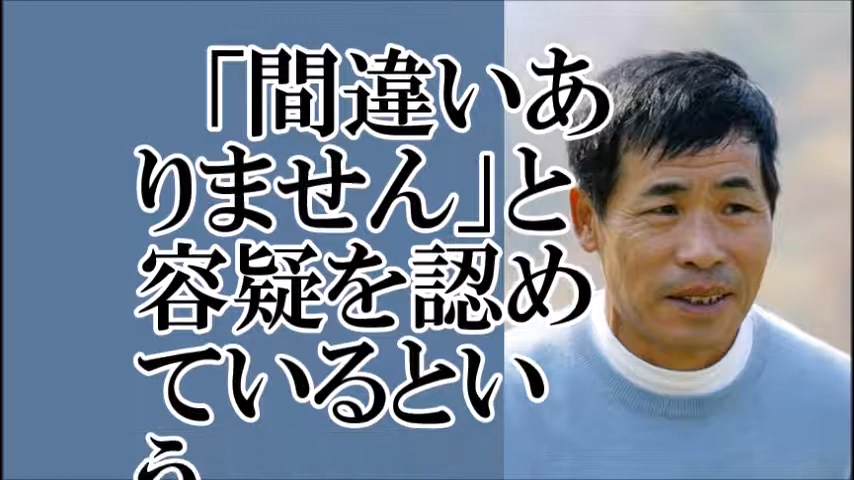 「間違いあ
りません」と
容疑を認め
ているとい
う